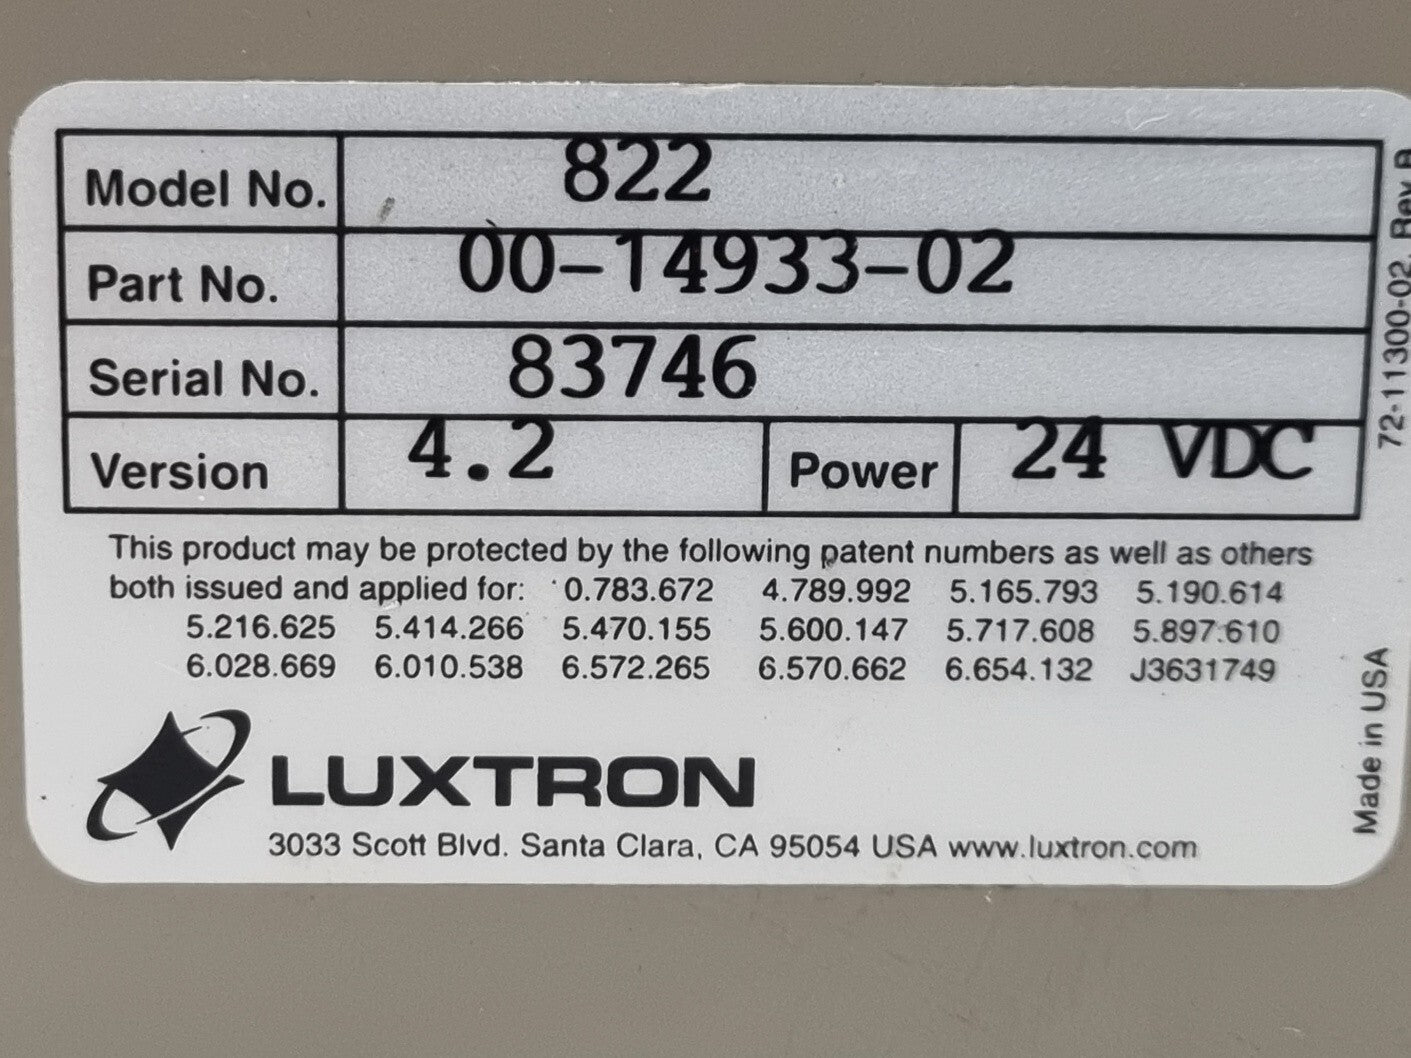 Model No. 822
Part No. 00-14933-02
Serial No. 83746
Version 4.2 Power 24 VDC
This product may be protected by the following patent numbers as well as others
both issued and applied for: 0.783.672 4.789.992 5.165.793 5.190.614
5.216.625 5.414.266 5.470.155 5.600.147 5.717.608 5.897.610
6.028.669 6.010.538 6.572.265 6.570.662 6.654.132 J3631749
LUXTRON
3033 Scott Blvd. Santa Clara, CA 95054 USA www.luxtron.com
72-11300-02, Rev B
Made in USA